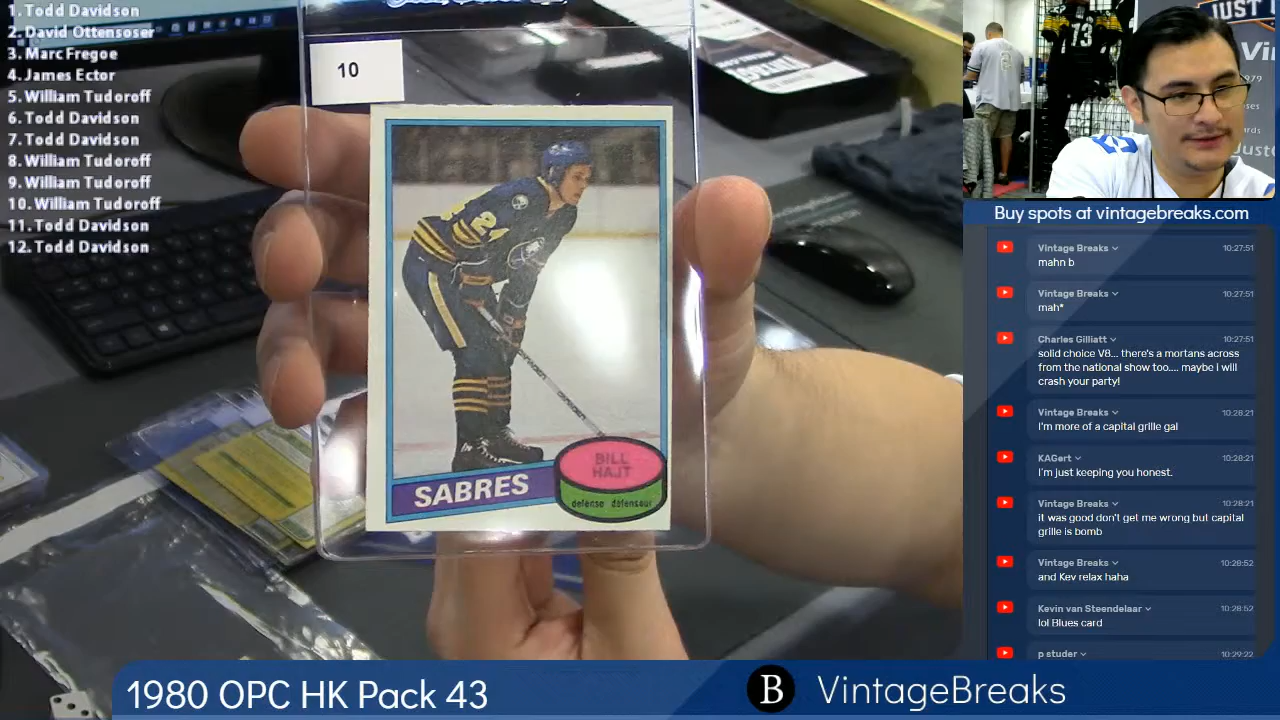 1. Todd Davidson
2. David Ottensoser
3. Marc Fregoe
4. James Ector
5. William Tudoroff
6. Todd Davidson
7. Todd Davidson
8. William Tudoroff
9. William Tudoroff
10. William Tudoroff
11. Todd Davidson
12. Todd Davidson
10
24
BILL
HAJT
SABRES
defense défenseur
JUST
Vi
1979
73
Buy spots at vintagebreaks.com
Vintage Breaks 10:27:51
mahn b
Vintage Breaks 10:27:51
mah*
Charles Gilliatt 10:27:51
solid choice V8... there's a mortans across
from the national show too.... maybe i will
crash your party!
Vintage Breaks 10:28:21
I'm more of a capital grille gal
KAGert 10:28:21
I'm just keeping you honest.
Vintage Breaks 10:28:21
it was good don't get me wrong but capital
grille is bomb
Vintage Breaks 10:28:52
and Kev relax haha
Kevin van Steendelaar 10:28:52
lol Blues card
p studer 10:29:22
1980 OPC HK Pack 43
B VintageBreaks